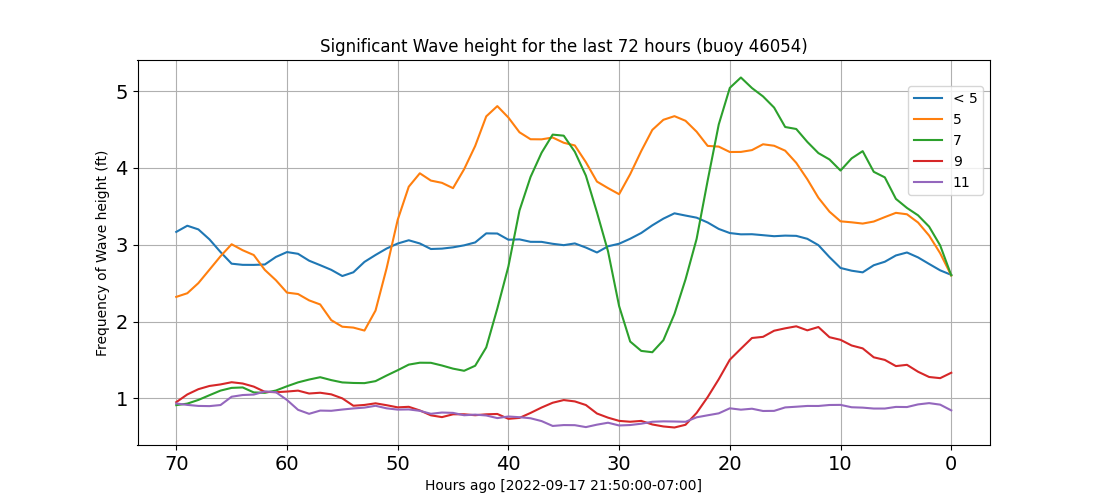 Significant Wave height for the last 72 hours (buoy 46054)
Frequency of Wave height (ft)
5
4
3
2
1
< 5
5
7
9
11
70 60 50 40 30 20 10 0
Hours ago [2022-09-17 21:50:00-07:00]